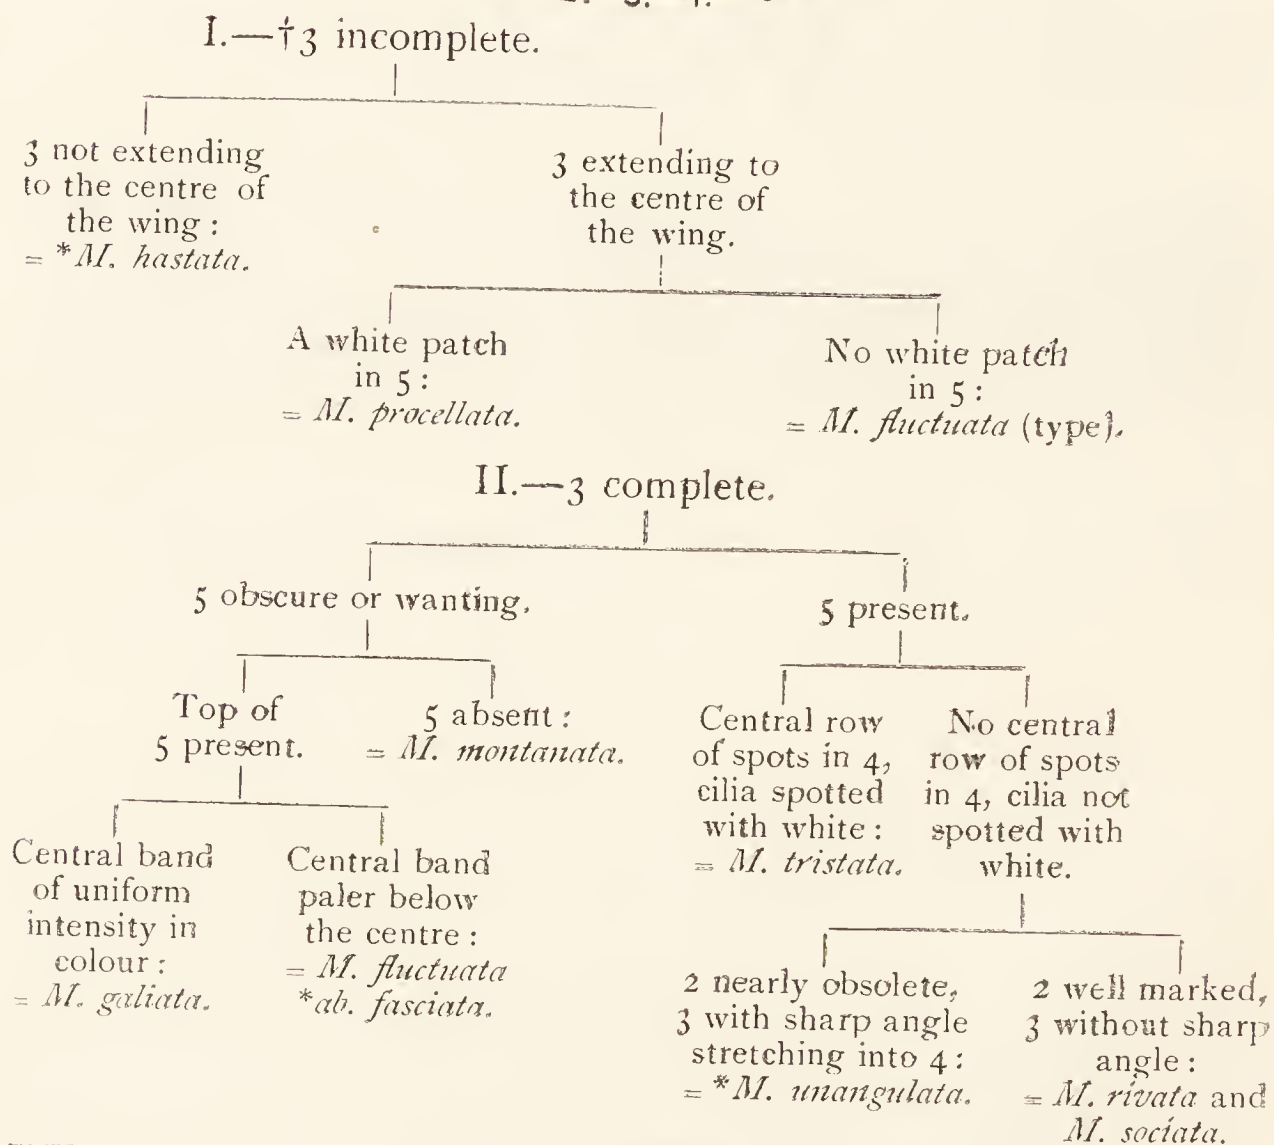 I.—†3 incomplete.
3 not extending
to the centre of
the wing :
= *M. hastata.
3 extending to
the centre of
the wing.
A white patch
in 5 :
= M. procellata.
No white patch
in 5 :
= M. fluctuata (type).
II.—3 complete.
5 obscure or wanting.
5 present.
Top of
5 present.
5 absent :
= M. montanata.
Central row
of spots in 4,
cilia spotted
with white :
= M. tristata.
No central
row of spots
in 4, cilia not
spotted with
white.
Central band
of uniform
intensity in
colour :
= M. galiata.
Central band
paler below
the centre :
= M. fluctuata
*ab. fasciata.
2 nearly obsolete,
3 with sharp angle
stretching into 4 :
= *M. unangulata.
2 well marked,
3 without sharp
angle :
= M. rivata and
M. sociata.